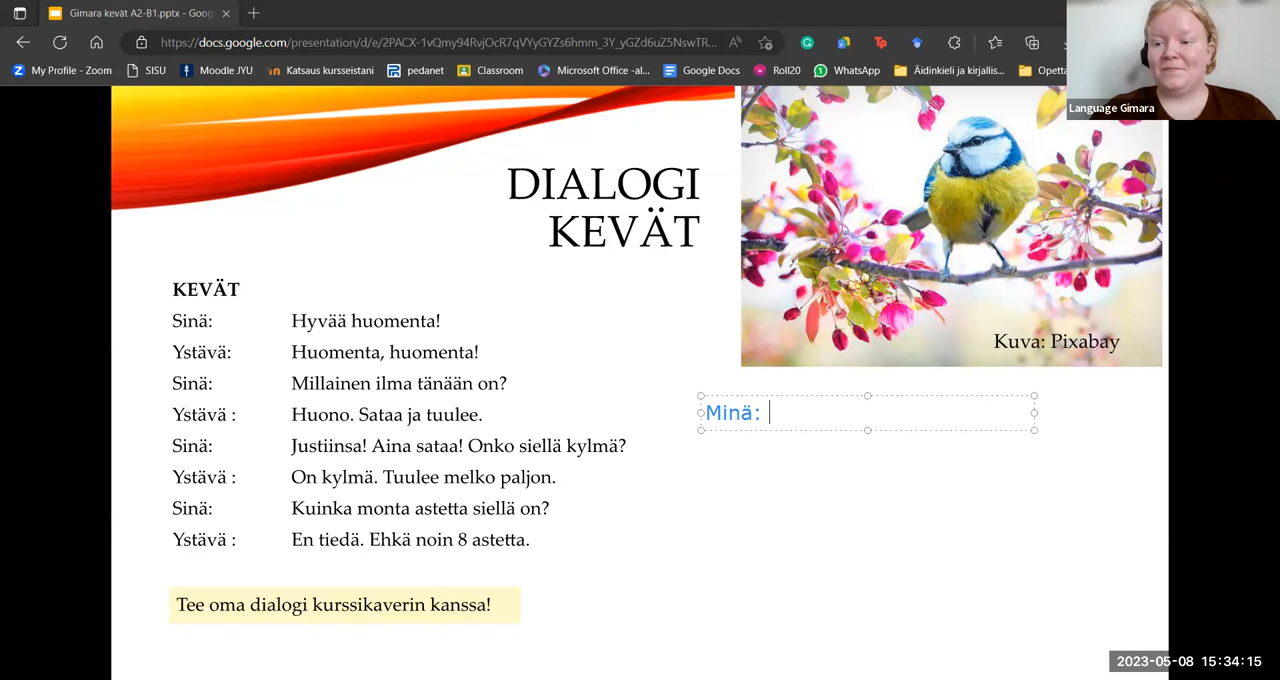 Gimara kevät A2-B1.pptx - Goog
https://docs.google.com/presentation/d/e/2PACX-1vQmy94RvjOcR7qVYyGYZs6hmm_3Y_yGZd6uZ5NswTR...
My Profile - Zoom
SISU
Moodle JYU
Katsaus kursseistani
pedanet
Classroom
Microsoft Office -al...
Google Docs
Roll20
WhatsApp
Äidinkieli ja kirjallis...
Opetta
Language Gimara
DIALOGI
KEVÄT
Kuva: Pixabay
KEVÄT
Sinä: Hyvää huomenta!
Ystävä: Huomenta, huomenta!
Sinä: Millainen ilma tänään on?
Ystävä : Huono. Sataa ja tuulee.
Sinä: Justiinsa! Aina sataa! Onko siellä kylmä?
Ystävä : On kylmä. Tuulee melko paljon.
Sinä: Kuinka monta astetta siellä on?
Ystävä : En tiedä. Ehkä noin 8 astetta.
Minä:
Tee oma dialogi kurssikaverin kanssa!
2023-05-08 15:34:15